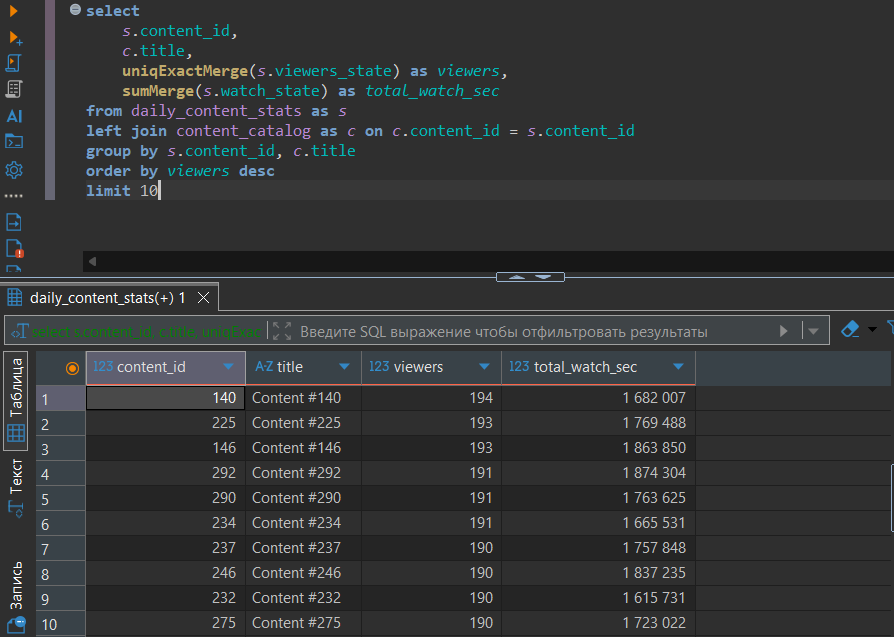 select
s.content_id,
c.title,
uniqExactMerge(s.viewers_state) as viewers,
sumMerge(s.watch_state) as total_watch_sec
from daily_content_stats as s
left join content_catalog as c on c.content_id = s.content_id
group by s.content_id, c.title
order by viewers desc
limit 10
AI
daily_content_stats(+) 1
select s.content_id, c.title, uniqExac
Введите SQL выражение чтобы отфильтровать результаты
Таблица
Текст
Запись
123 content_id A-Z title 123 viewers 123 total_watch_sec
1 140 Content #140 194 1 682 007
2 225 Content #225 193 1 769 488
3 146 Content #146 193 1 863 850
4 292 Content #292 191 1 874 304
5 290 Content #290 191 1 763 625
6 234 Content #234 191 1 665 531
7 237 Content #237 190 1 757 848
8 246 Content #246 190 1 837 235
9 232 Content #232 190 1 615 731
10 275 Content #275 190 1 723 022